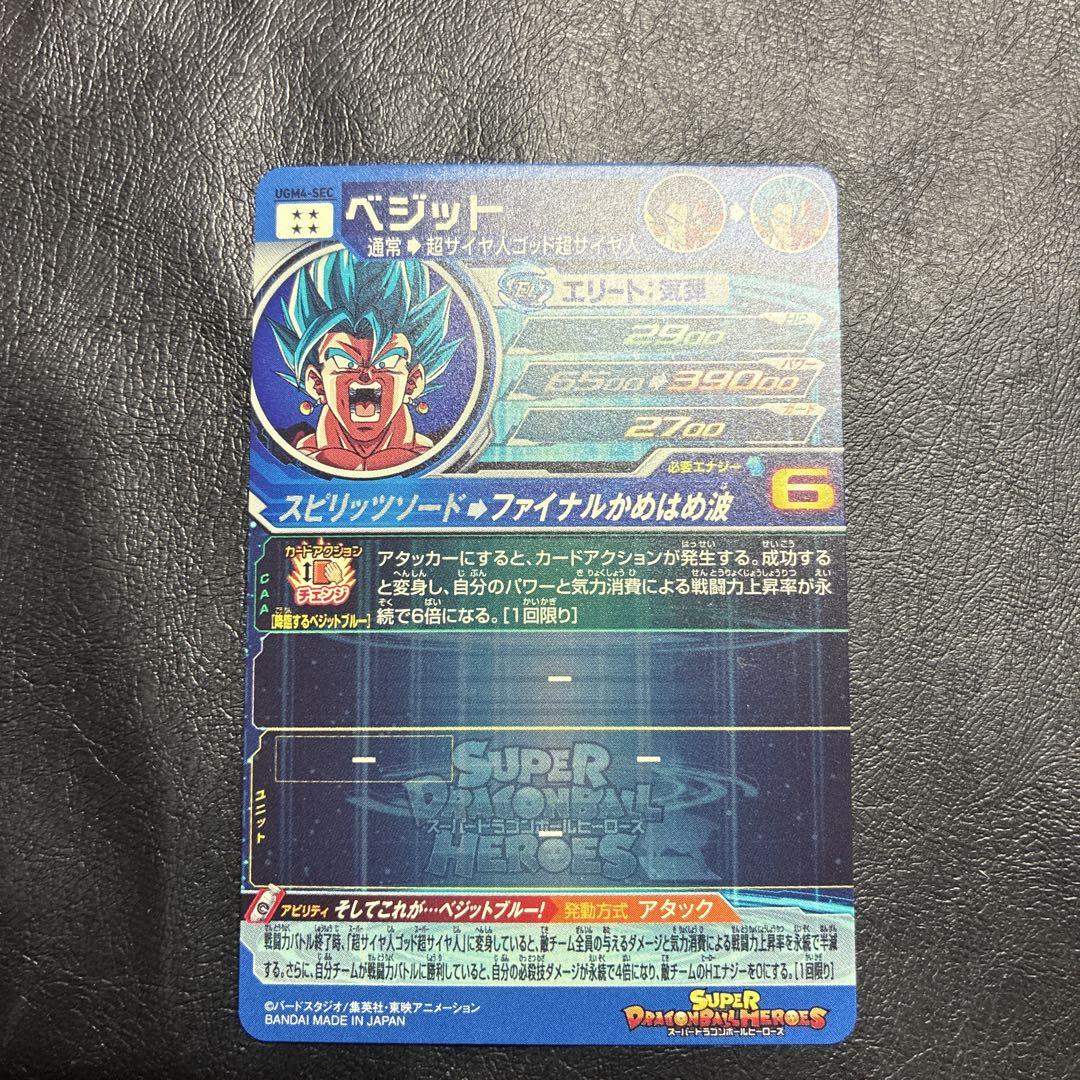 UGM4-SEC
ベジット
通常➡超サイヤ人ゴッド超サイヤ人
エリート:気弾
HP
2900
パワー
6500➡39000
ガード
2700
必要エナジー
6
スピリッツソード➡ファイナルかめはめ波
CAA
カードアクション
チェンジ
[降臨するベジットブルー]
アタッカーにすると、カードアクションが発生する。成功する
と変身し、自分のパワーと気力消費による戦闘力上昇率が永
続で6倍になる。[1回限り]
ー
ユニット
ー
ー
ー
SUPER
DRAGONBALL
スーパードラゴンボールヒーローズ
HEROES
アビリティ そしてこれが…ベジットブルー! 発動方式 アタック
戦闘力バトル終了時、「超サイヤ人ゴッド超サイヤ人」に変身していると、敵チーム全員の与えるダメージと気力消費による戦闘力上昇率を永続で半減
する。さらに、自分チームが戦闘力バトルに勝利していると、自分の必殺技ダメージが永続で4倍になり、敵チームのHエナジーを0にする。[1回限り]
©バードスタジオ/集英社・東映アニメーション
BANDAI MADE IN JAPAN
SUPER
DRAGONBALL HEROES
スーパードラゴンボールヒーローズ